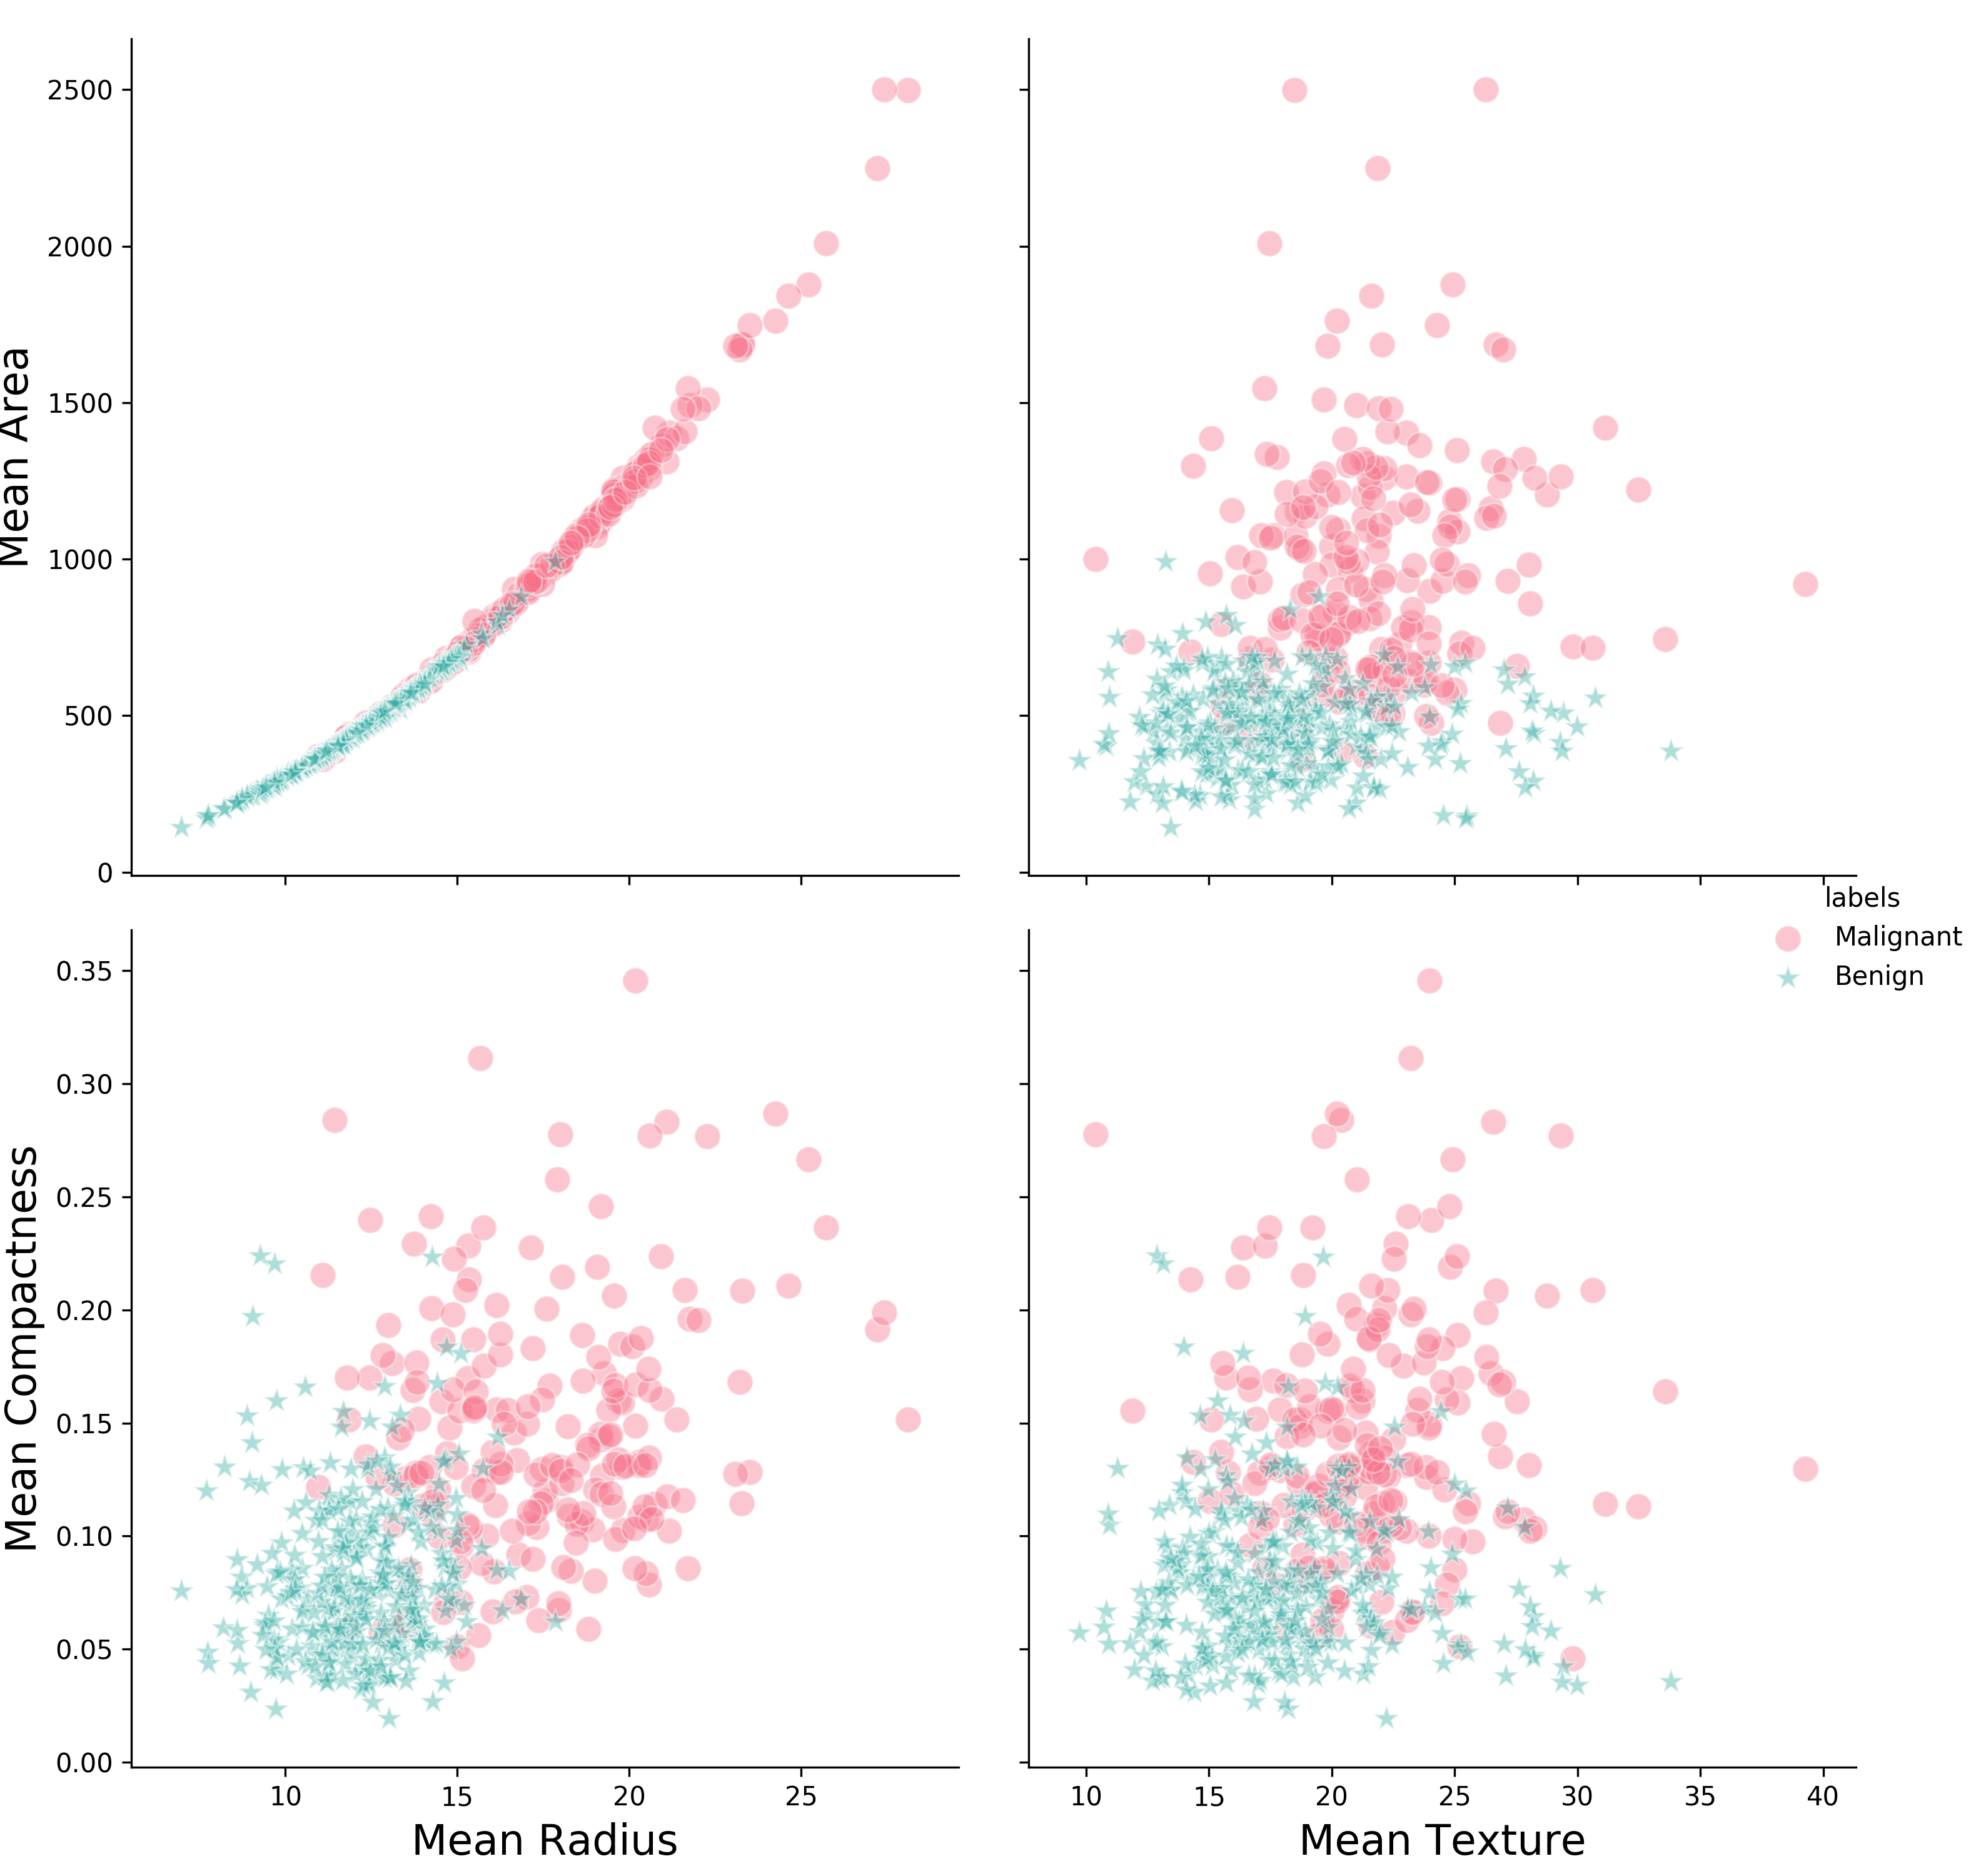 2500
2000
1500
1000
500
0
Mean Area
labels
Malignant
Benign
0.35
0.30
0.25
0.20
0.15
0.10
0.05
0.00
Mean Compactness
10 15 20 25
Mean Radius
10 15 20 25 30 35 40
Mean Texture